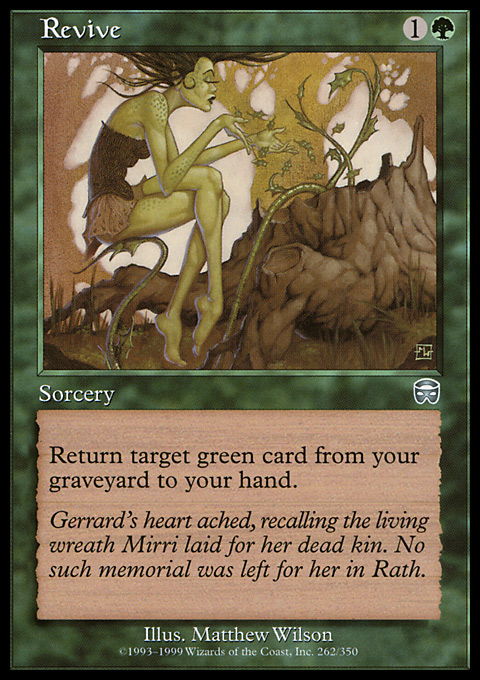 Revive
1
Sorcery
Return target green card from your
graveyard to your hand.
Gerrard's heart ached, recalling the living
wreath Mirri laid for her dead kin. No
such memorial was left for her in Rath.
Illus. Matthew Wilson
©1993–1999 Wizards of the Coast, Inc. 262/350